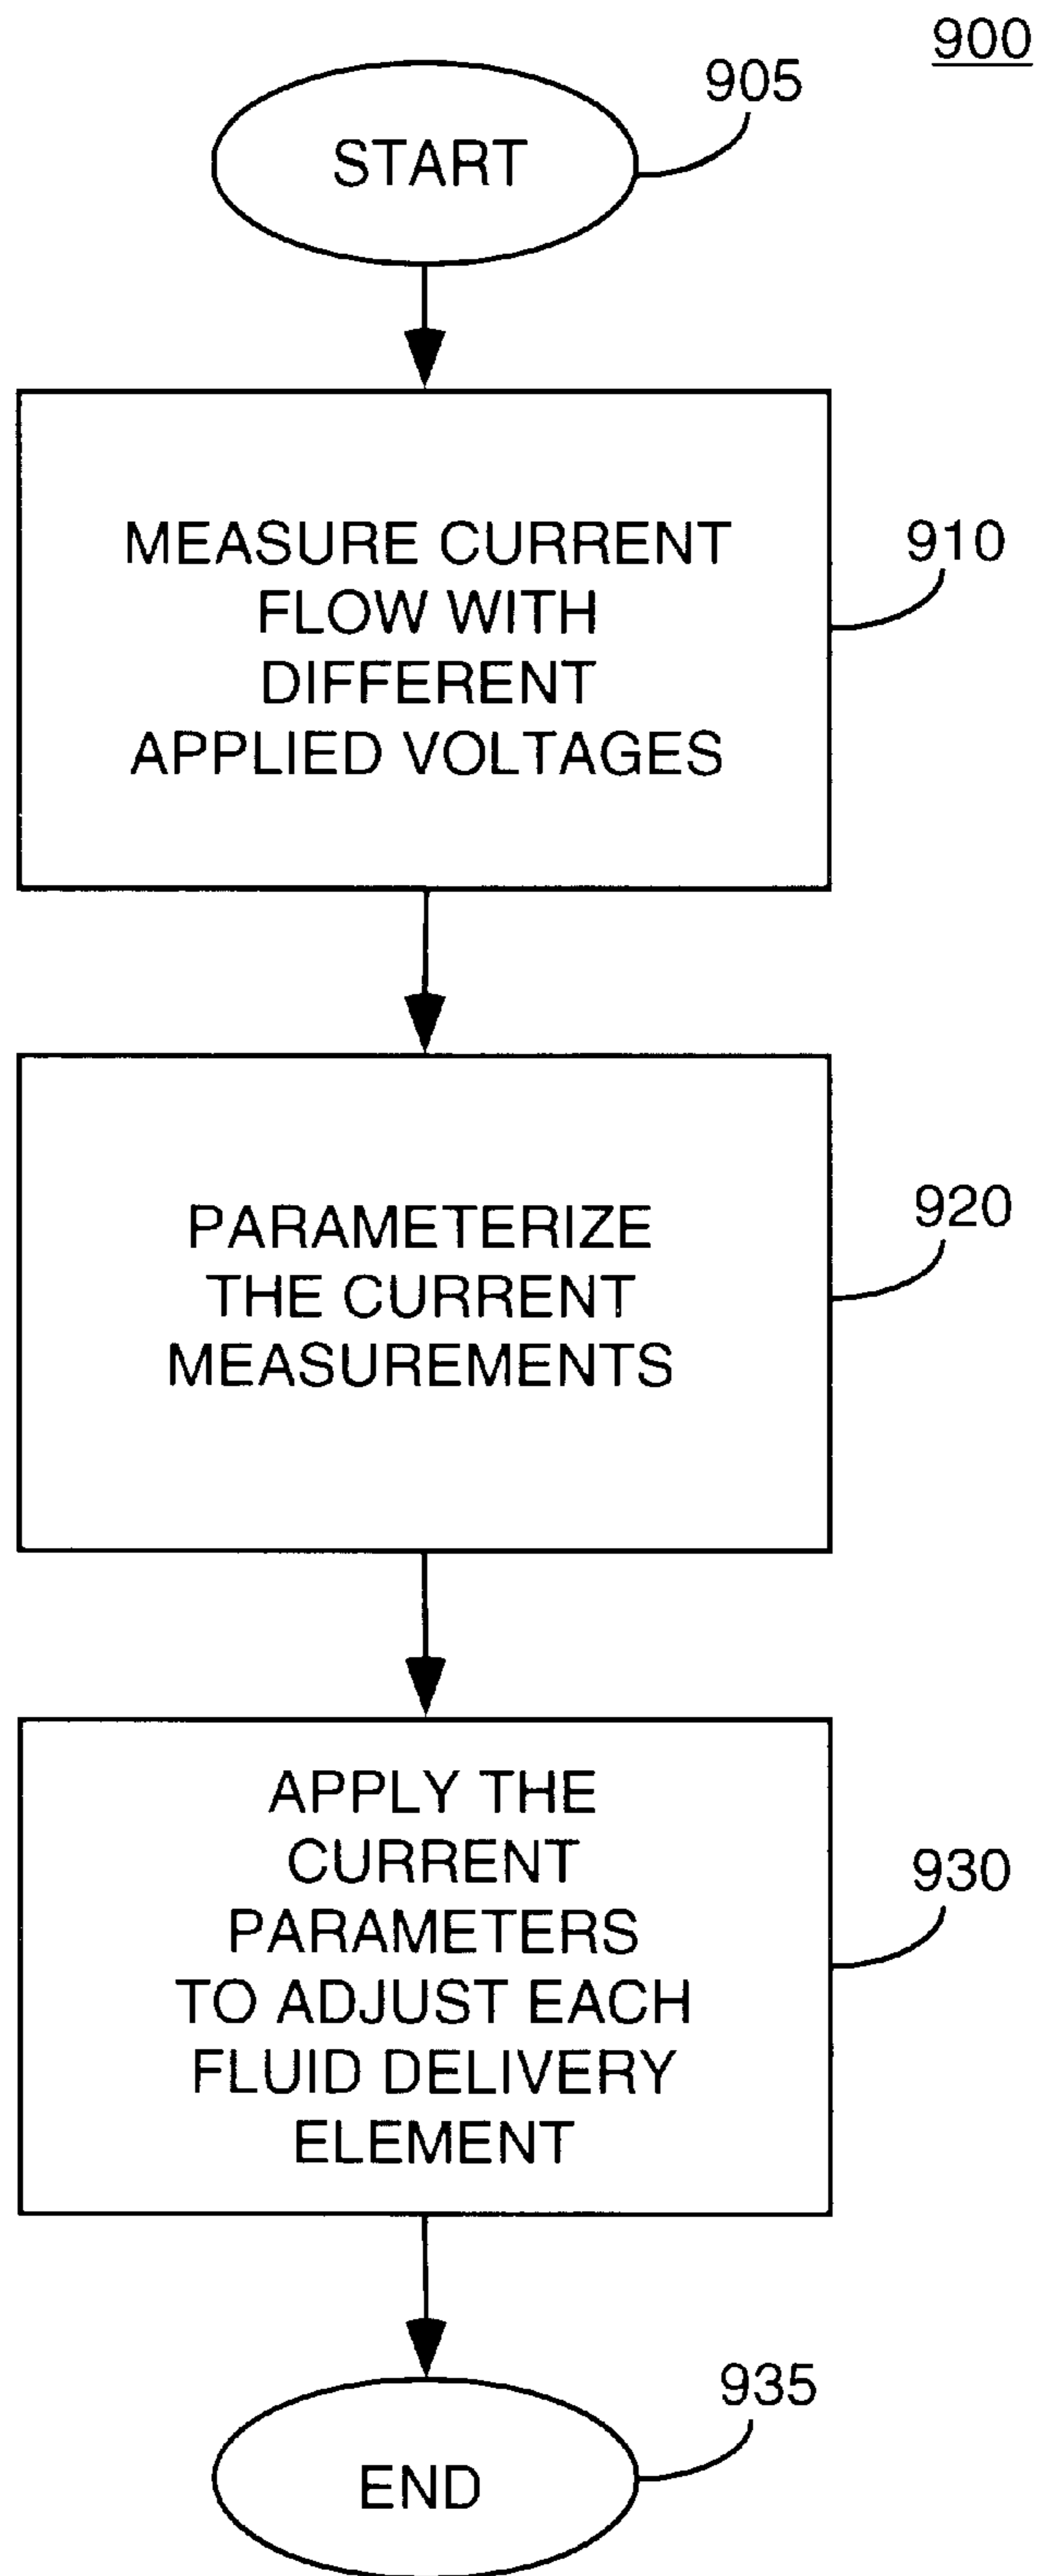 900
905
START
MEASURE CURRENT
FLOW WITH
DIFFERENT
APPLIED VOLTAGES
910
PARAMETERIZE
THE CURRENT
MEASUREMENTS
920
APPLY THE
CURRENT
PARAMETERS
TO ADJUST EACH
FLUID DELIVERY
ELEMENT
930
935
END